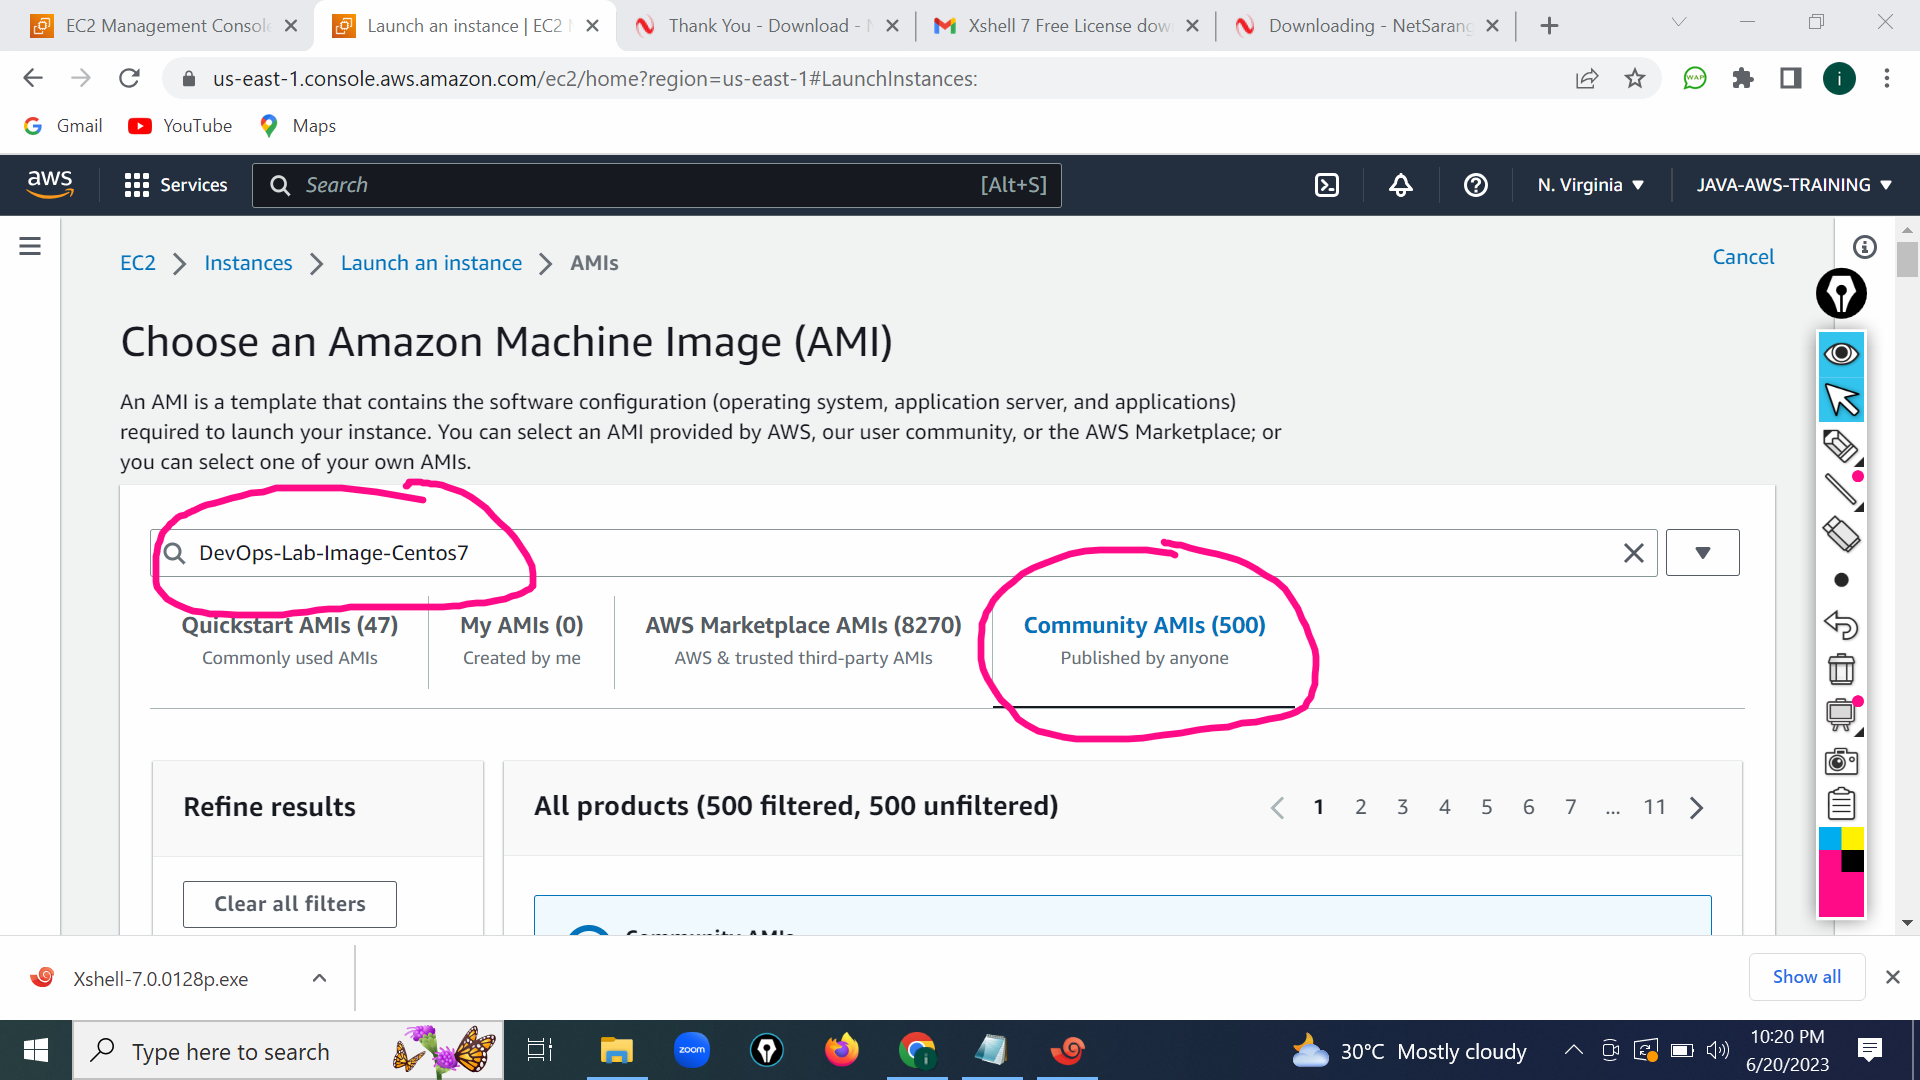 EC2 Management Console
Launch an instance | EC2
Thank You - Download -
Xshell 7 Free License dow
Downloading - NetSarang
us-east-1.console.aws.amazon.com/ec2/home?region=us-east-1#LaunchInstances:
WAP
i
Gmail
YouTube
Maps
aws
Services
Search
[Alt+S]
N. Virginia
JAVA-AWS-TRAINING
EC2
Instances
Launch an instance
AMIs
Cancel
Choose an Amazon Machine Image (AMI)
An AMI is a template that contains the software configuration (operating system, application server, and applications)
required to launch your instance. You can select an AMI provided by AWS, our user community, or the AWS Marketplace; or
you can select one of your own AMIs.
DevOps-Lab-Image-Centos7
Quickstart AMIs (47)
Commonly used AMIs
My AMIs (0)
Created by me
AWS Marketplace AMIs (8270)
AWS & trusted third-party AMIs
Community AMIs (500)
Published by anyone
Refine results
Clear all filters
All products (500 filtered, 500 unfiltered)
1 2 3 4 5 6 7 ... 11
Community AMIs
Xshell-7.0.0128p.exe
Show all
Type here to search
zoom
30°C Mostly cloudy
10:20 PM
6/20/2023